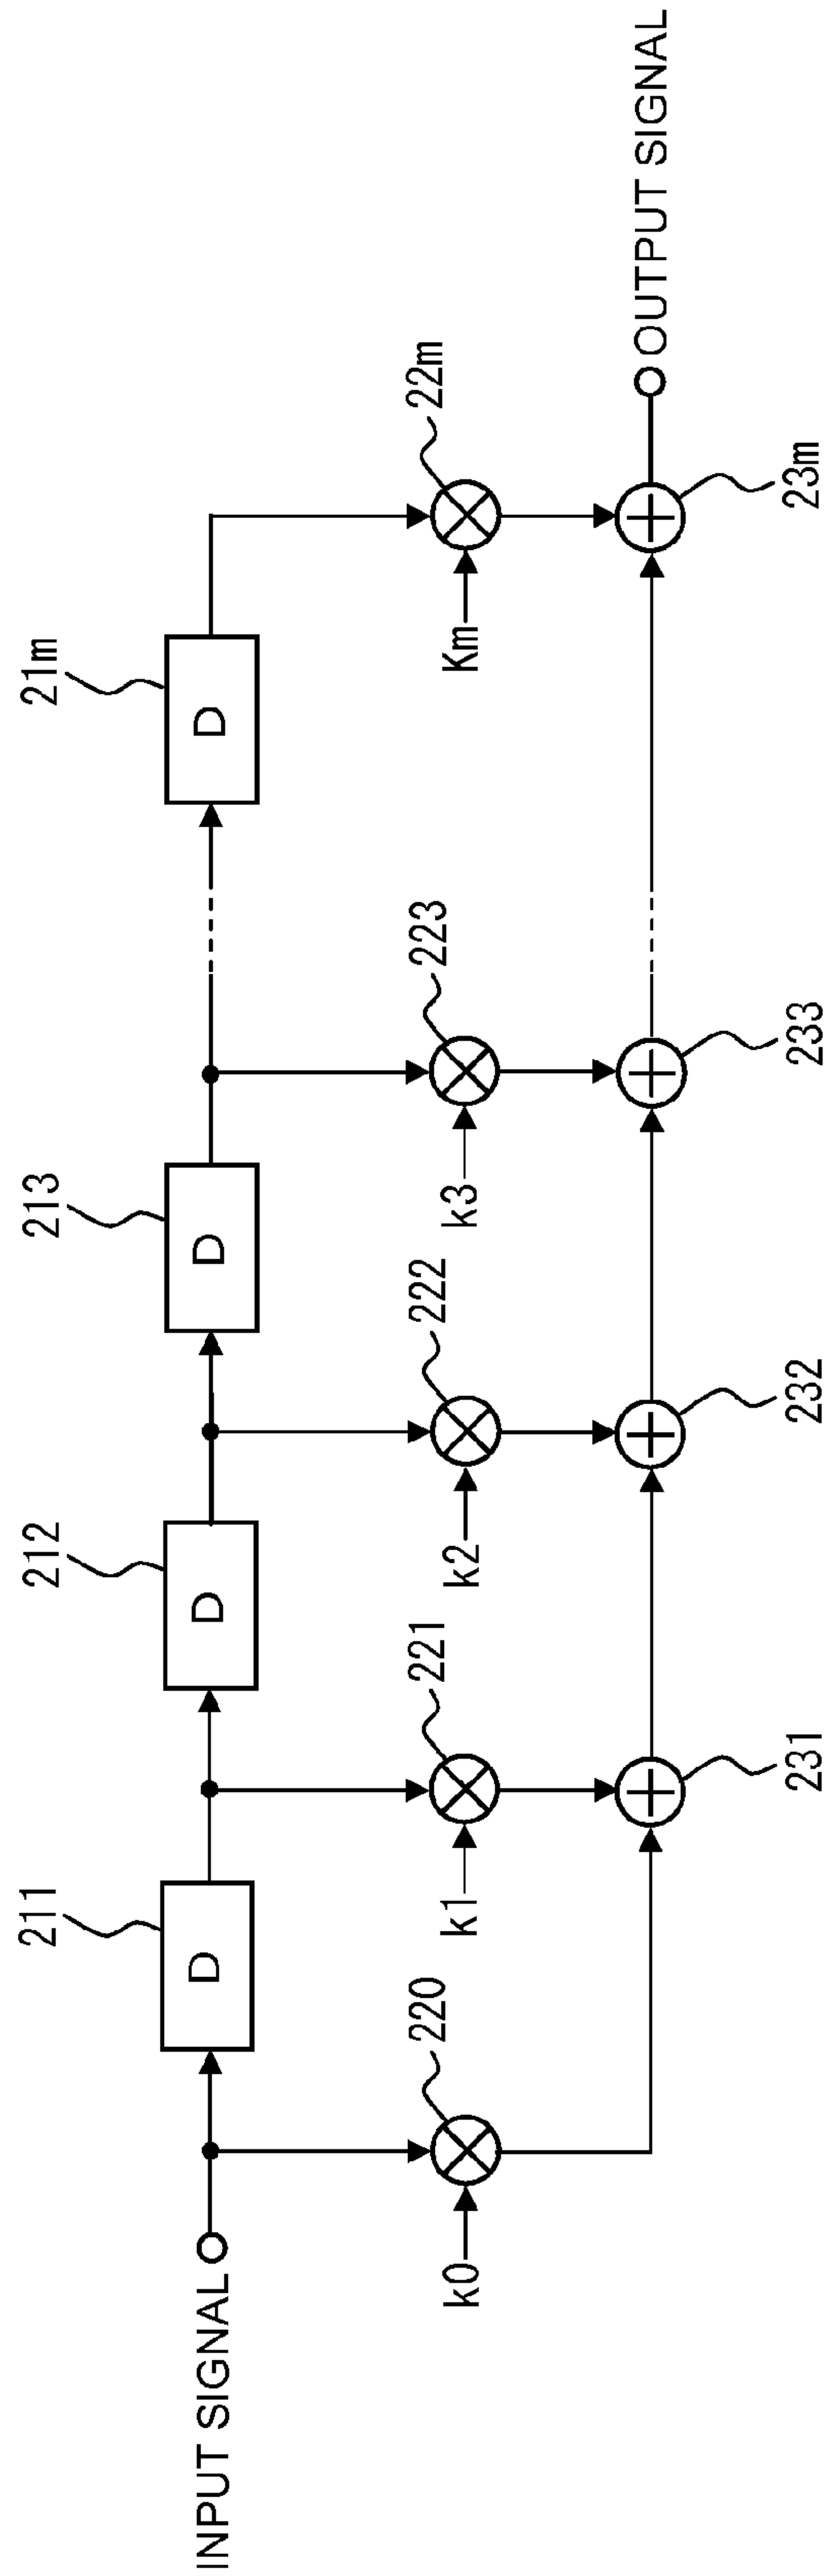 211
212
213
21m
INPUT SIGNAL
D
D
D
D
220
221
222
223
22m
k0
k1
k2
k3
Km
OUTPUT SIGNAL
231
232
233
23m